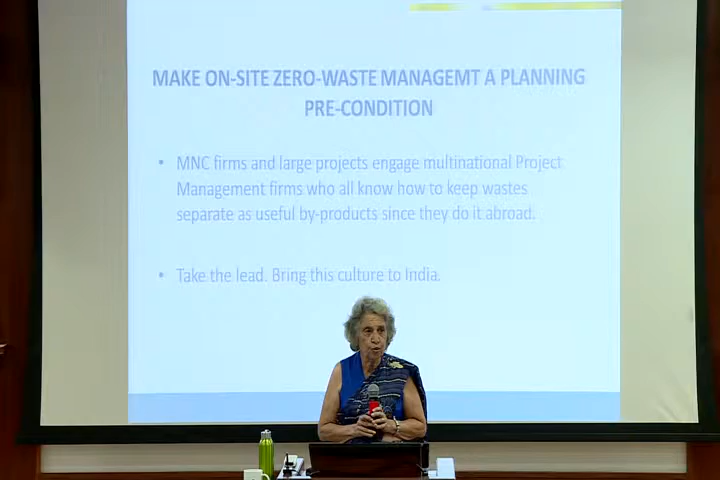 MAKE ON-SITE ZERO-WASTE MANAGEMT A PLANNING
PRE-CONDITION
• MNC firms and large projects engage multinational Project
Management firms who all know how to keep wastes
separate as useful by-products since they do it abroad.
• Take the lead. Bring this culture to India.